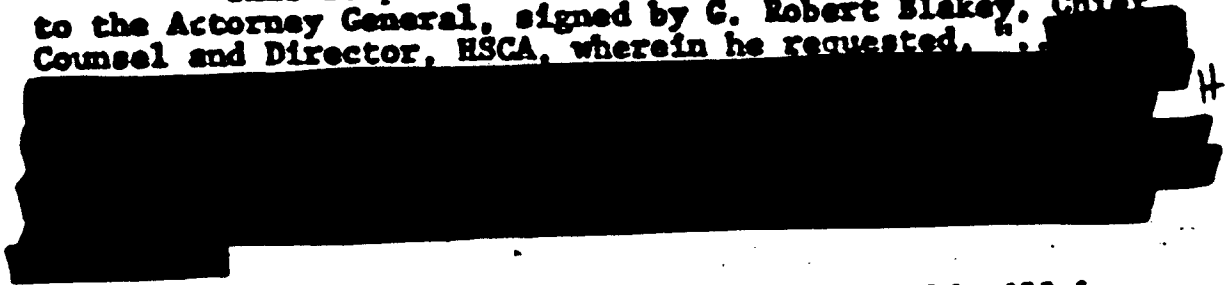 to the Attorney General, signed by G. Robert Blakey, Chief
Counsel and Director, HSCA, wherein he requested, "..
H